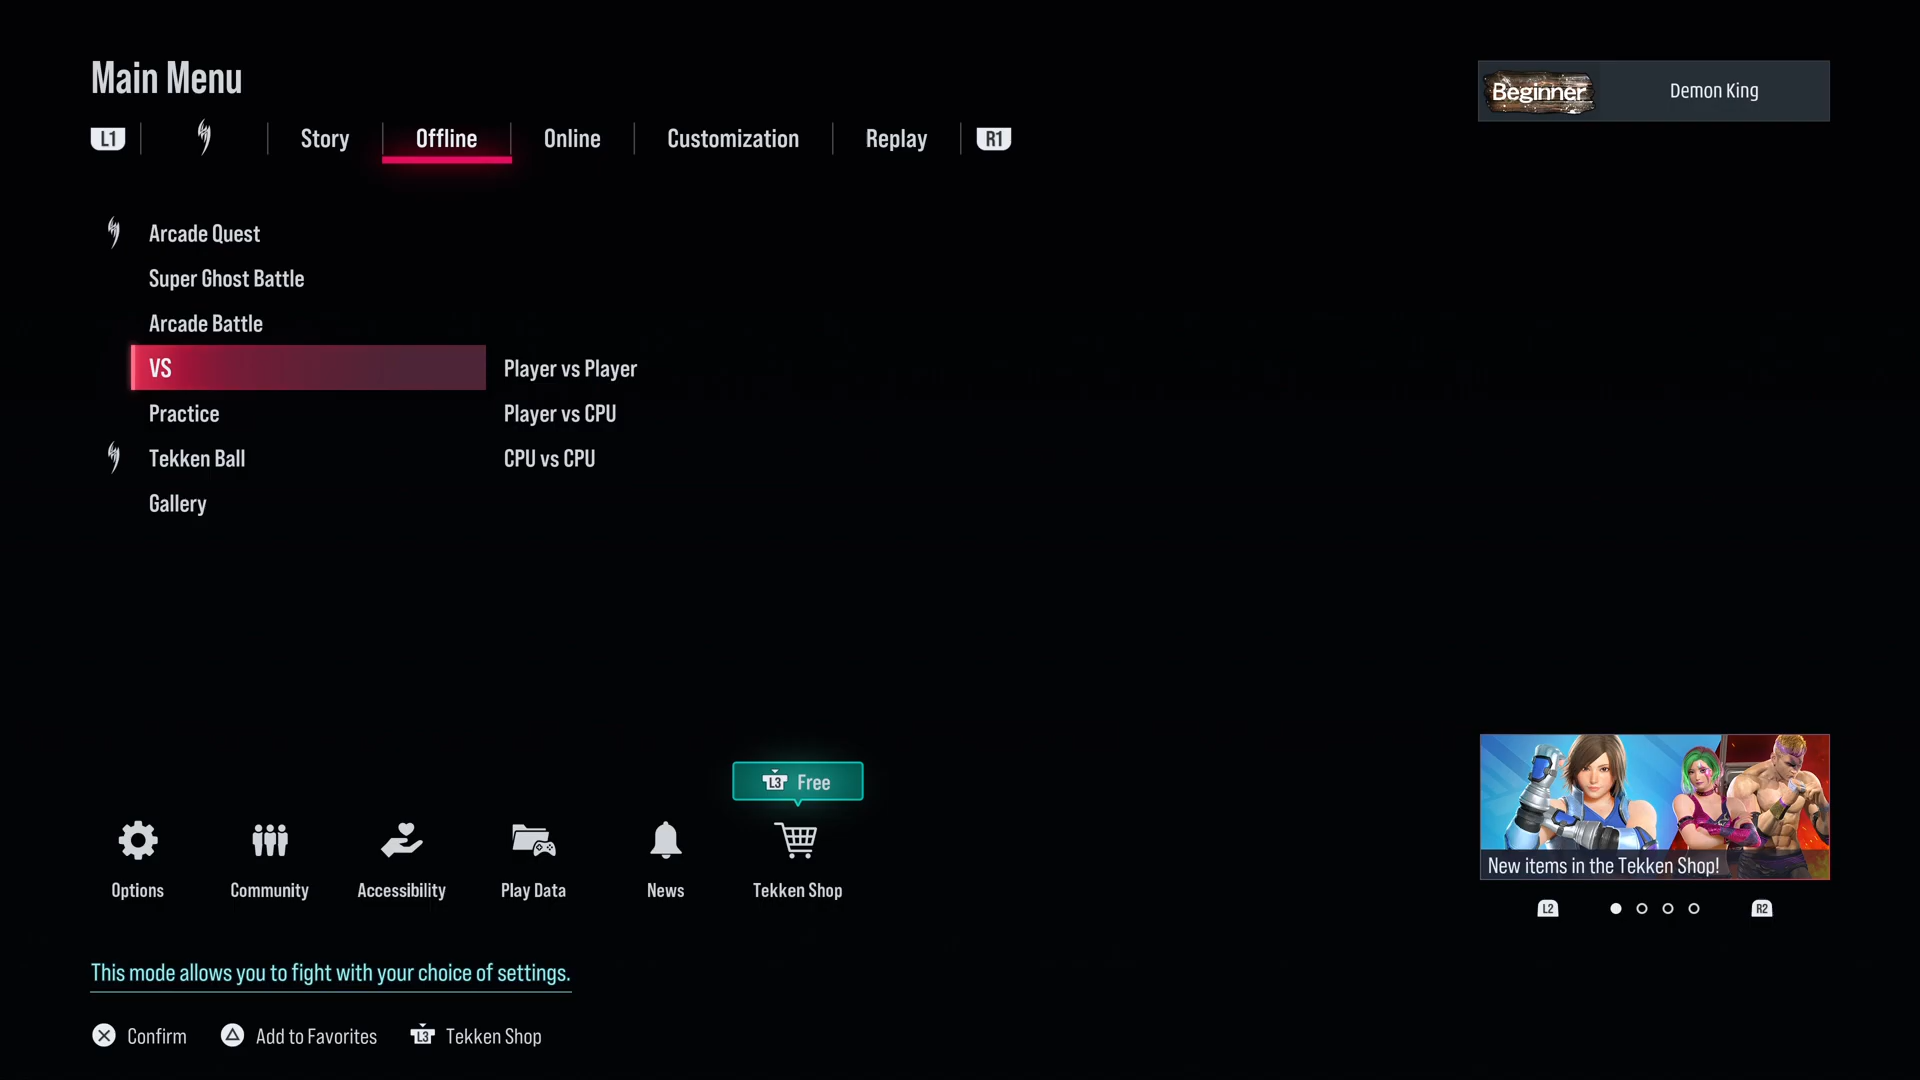 Main Menu
Beginner
Demon King
L1
Story
Offline
Online
Customization
Replay
R1
Arcade Quest
Super Ghost Battle
Arcade Battle
VS
Player vs Player
Practice
Player vs CPU
Tekken Ball
CPU vs CPU
Gallery
L3 Free
Options
Community
Accessibility
Play Data
News
Tekken Shop
New items in the Tekken Shop!
L2
R2
This mode allows you to fight with your choice of settings.
Confirm
Add to Favorites
L3 Tekken Shop